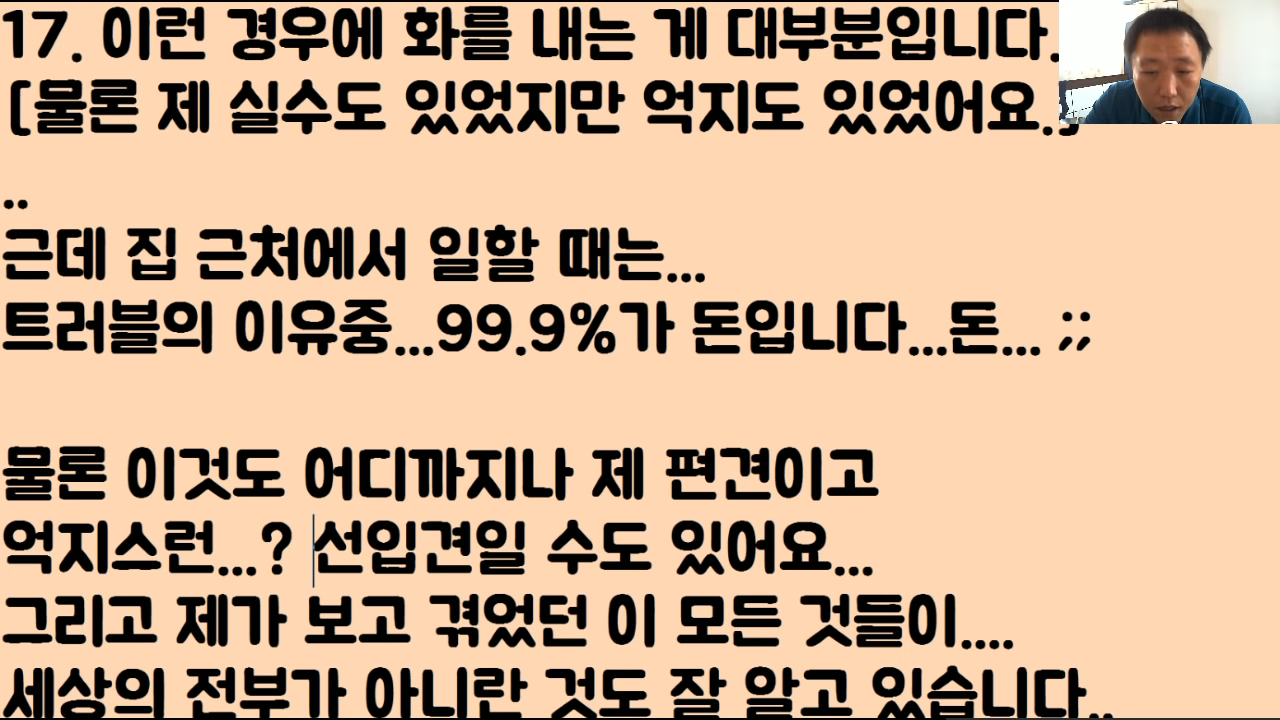 17. 이런 경우에 화를 내는 게 대부분입니다.
[물론 제 실수도 있었지만 억지도 있었어요.]
..
근데 집 근처에서 일할 때는...
트러블의 이유중...99.9%가 돈입니다...돈... ;;
물론 이것도 어디까지나 제 편견이고
억지스런...? 선입견일 수도 있어요...
그리고 제가 보고 겪었던 이 모든 것들이....
세상의 전부가 아니란 것도 잘 알고 있습니다..